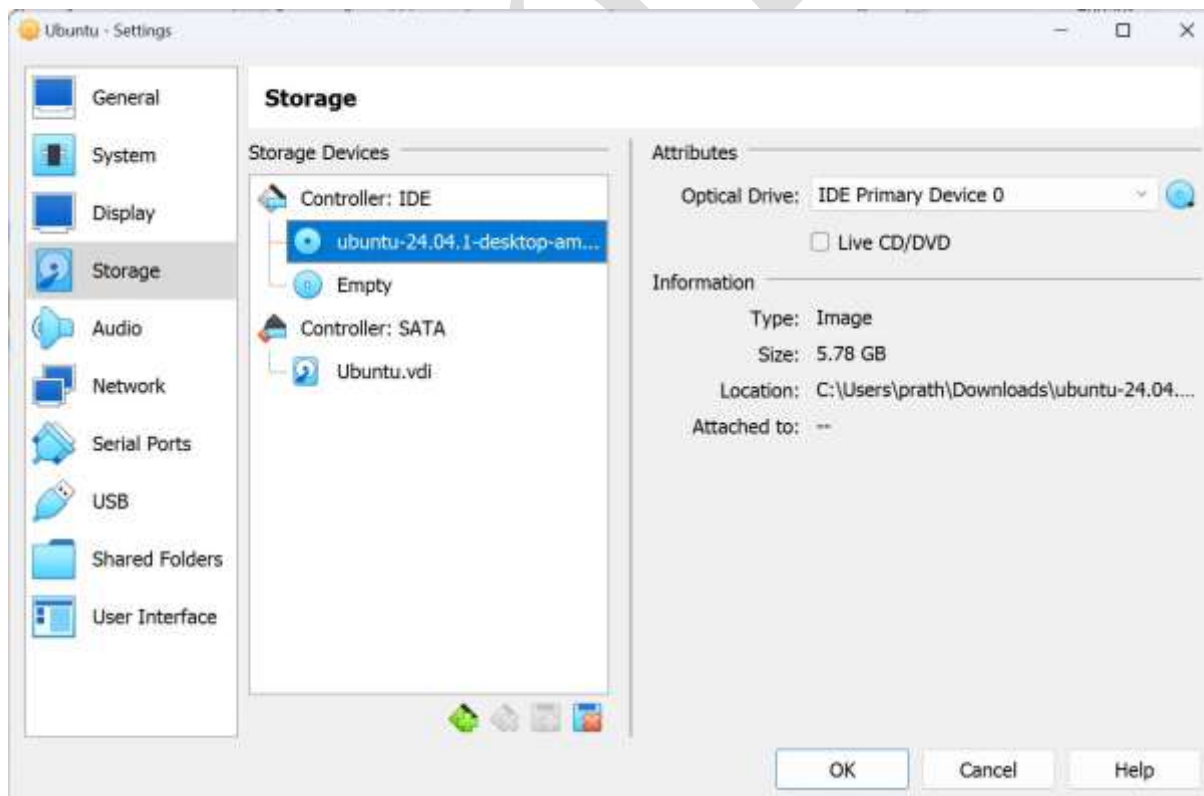 Ubuntu - Settings
General
System
Display
Storage
Audio
Network
Serial Ports
USB
Shared Folders
User Interface
Storage
Storage Devices
Controller: IDE
ubuntu-24.04.1-desktop-am...
Empty
Controller: SATA
Ubuntu.vdi
Attributes
Optical Drive: IDE Primary Device 0
Live CD/DVD
Information
Type: Image
Size: 5.78 GB
Location: C:\Users\prath\Downloads\ubuntu-24.04....
Attached to: --
OK Cancel Help